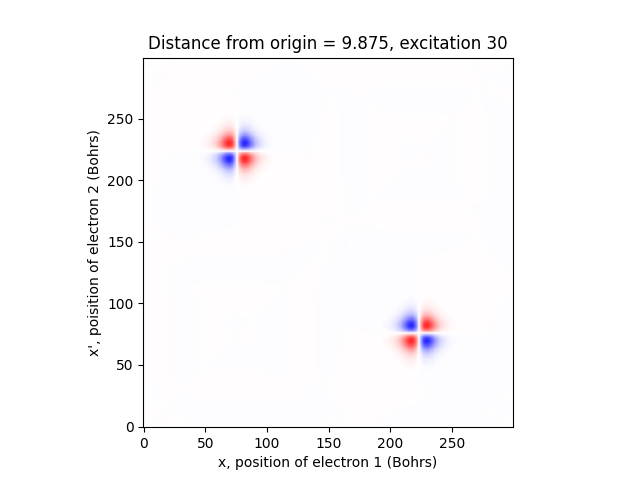 Distance from origin = 9.875, excitation 30
250
200
150
100
50
0
x', poisition of electron 2 (Bohrs)
0 50 100 150 200 250
x, position of electron 1 (Bohrs)